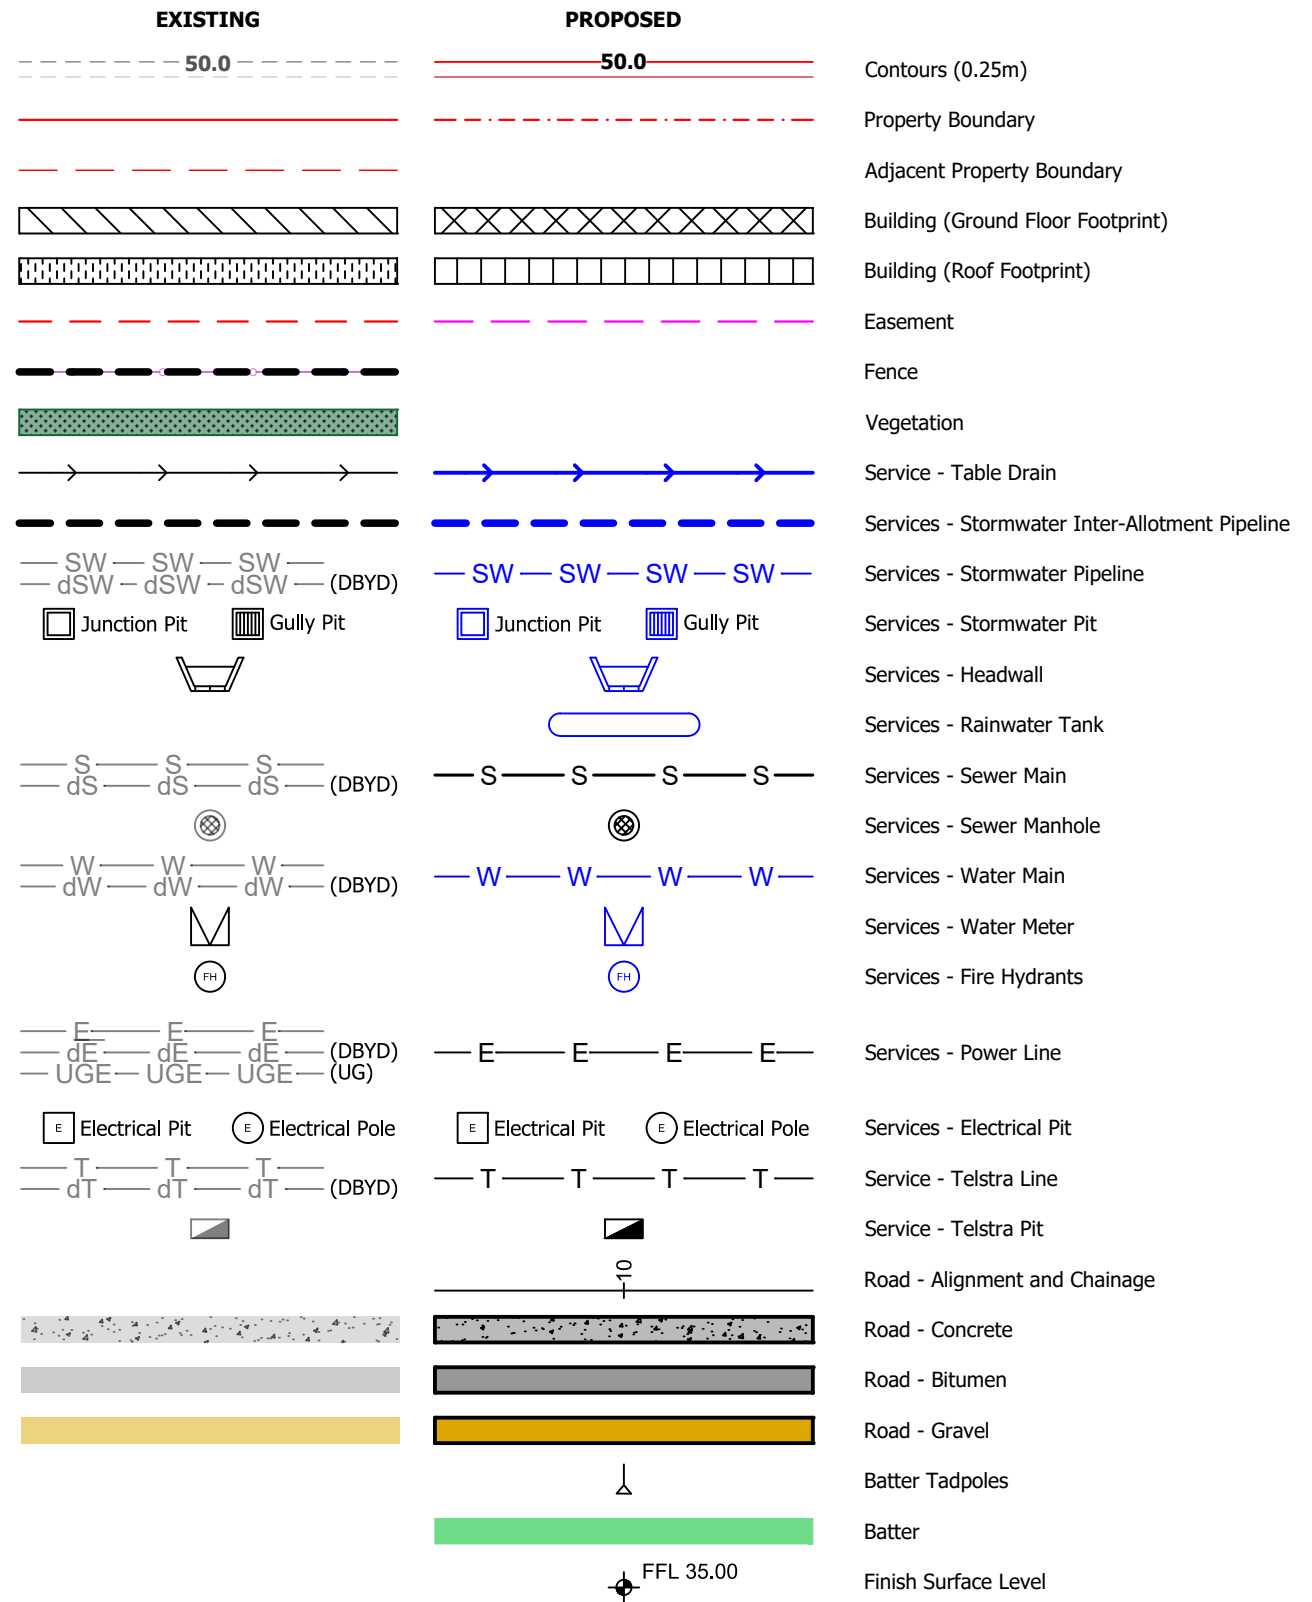 EXISTING PROPOSED
50.0 50.0 Contours (0.25m)
Property Boundary
Adjacent Property Boundary
Building (Ground Floor Footprint)
Building (Roof Footprint)
Easement
Fence
Vegetation
Service - Table Drain
Services - Stormwater Inter-Allotment Pipeline
SW SW SW
dSW dSW dSW (DBYD) SW SW SW SW Services - Stormwater Pipeline
Junction Pit Gully Pit Junction Pit Gully Pit Services - Stormwater Pit
Services - Headwall
Services - Rainwater Tank
S S S
dS dS dS (DBYD) S S S S Services - Sewer Main
Services - Sewer Manhole
W W W
dW dW dW (DBYD) W W W W Services - Water Main
Services - Water Meter
FH FH Services - Fire Hydrants
E E E
dE dE dE (DBYD) E E E E Services - Power Line
UGE UGE UGE (UG)
E Electrical Pit E Electrical Pole E Electrical Pit E Electrical Pole Services - Electrical Pit
T T T
dT dT dT (DBYD) T T T T Service - Telstra Line
Service - Telstra Pit
10 Road - Alignment and Chainage
Road - Concrete
Road - Bitumen
Road - Gravel
Batter Tadpoles
Batter
FFL 35.00 Finish Surface Level